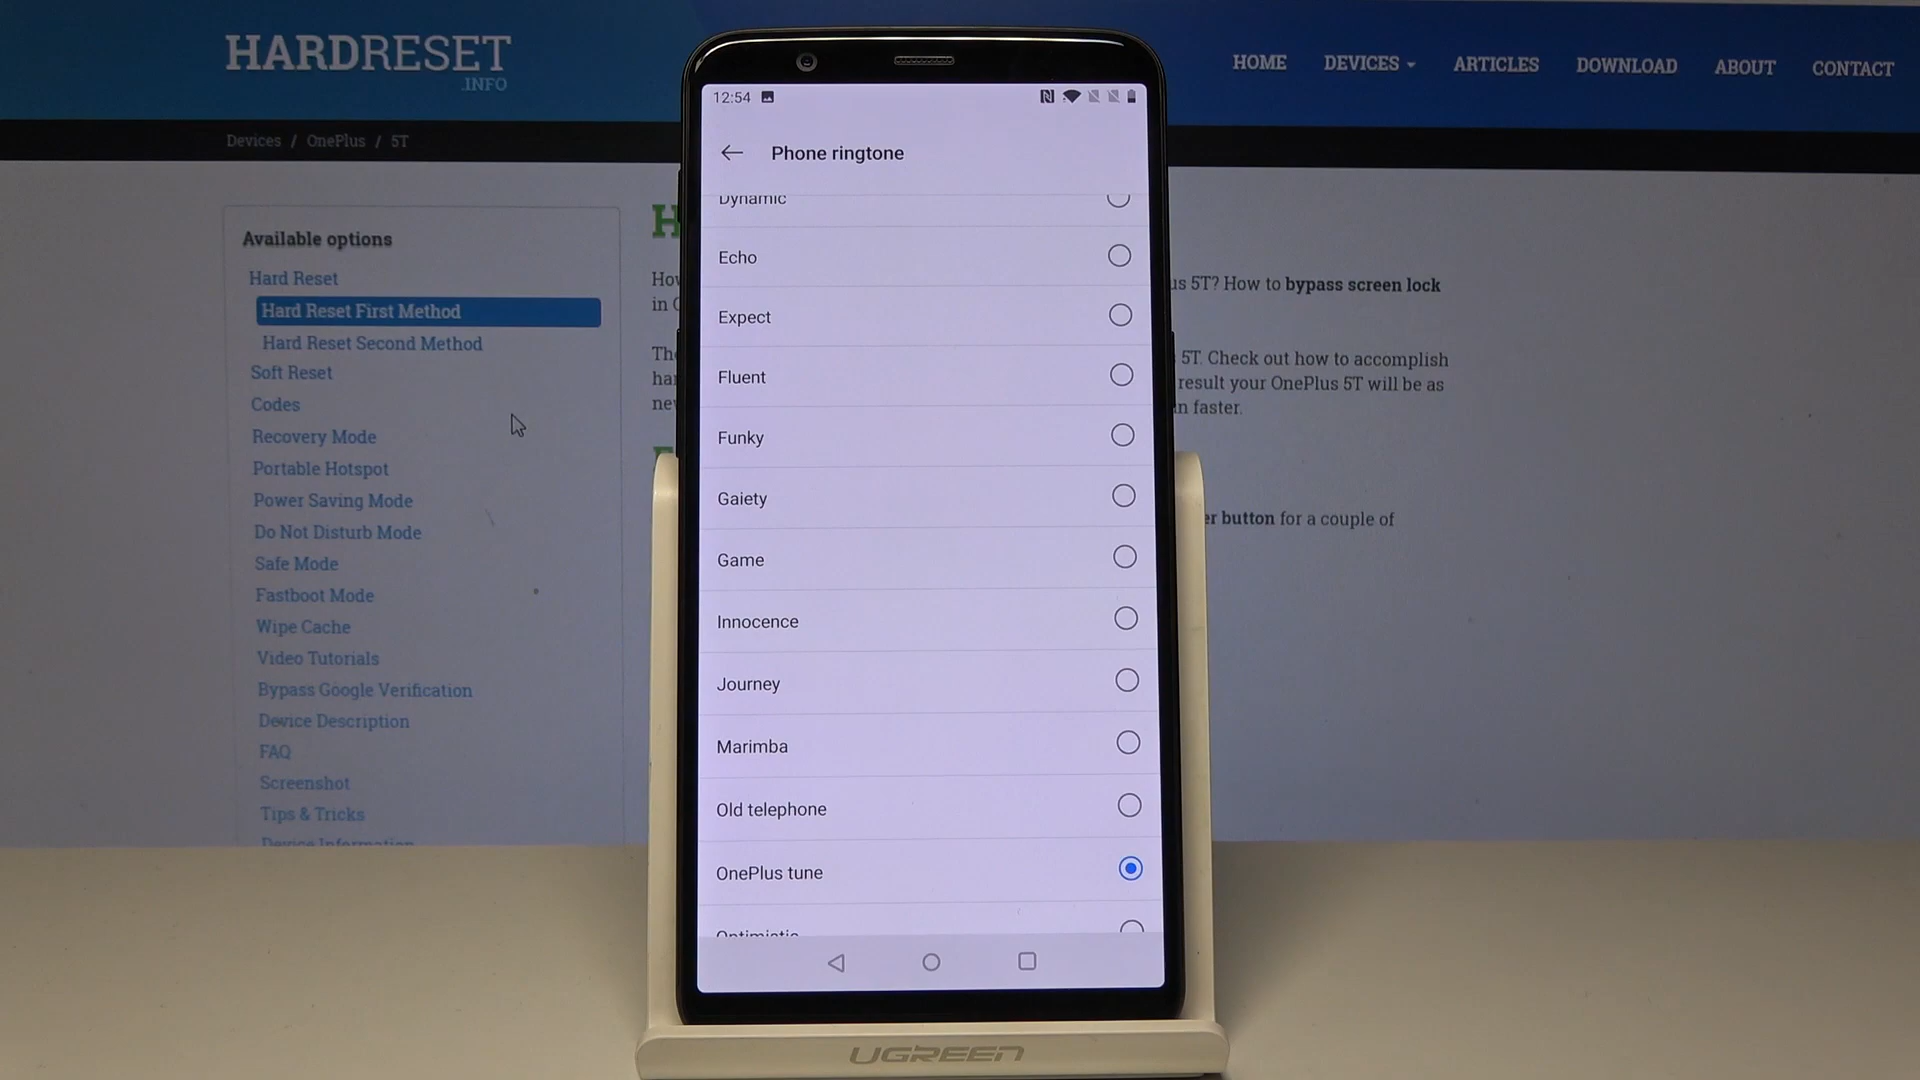 HARDRESET
.INFO
HOME DEVICES ARTICLES DOWNLOAD ABOUT CONTACT
Devices / OnePlus / 5T
Available options
Hard Reset
Hard Reset First Method
Hard Reset Second Method
Soft Reset
Codes
Recovery Mode
Portable Hotspot
Power Saving Mode
Do Not Disturb Mode
Safe Mode
Fastboot Mode
Wipe Cache
Video Tutorials
Bypass Google Verification
Device Description
FAQ
Screenshot
Tips & Tricks
Device Information
12:54
Phone ringtone
Dynamic
Echo
Expect
Fluent
Funky
Gaiety
Game
Innocence
Journey
Marimba
Old telephone
OnePlus tune
Optimistic
5T? How to bypass screen lock
in
5T. Check out how to accomplish
result your OnePlus 5T will be as
faster.
button for a couple of
UGREEN